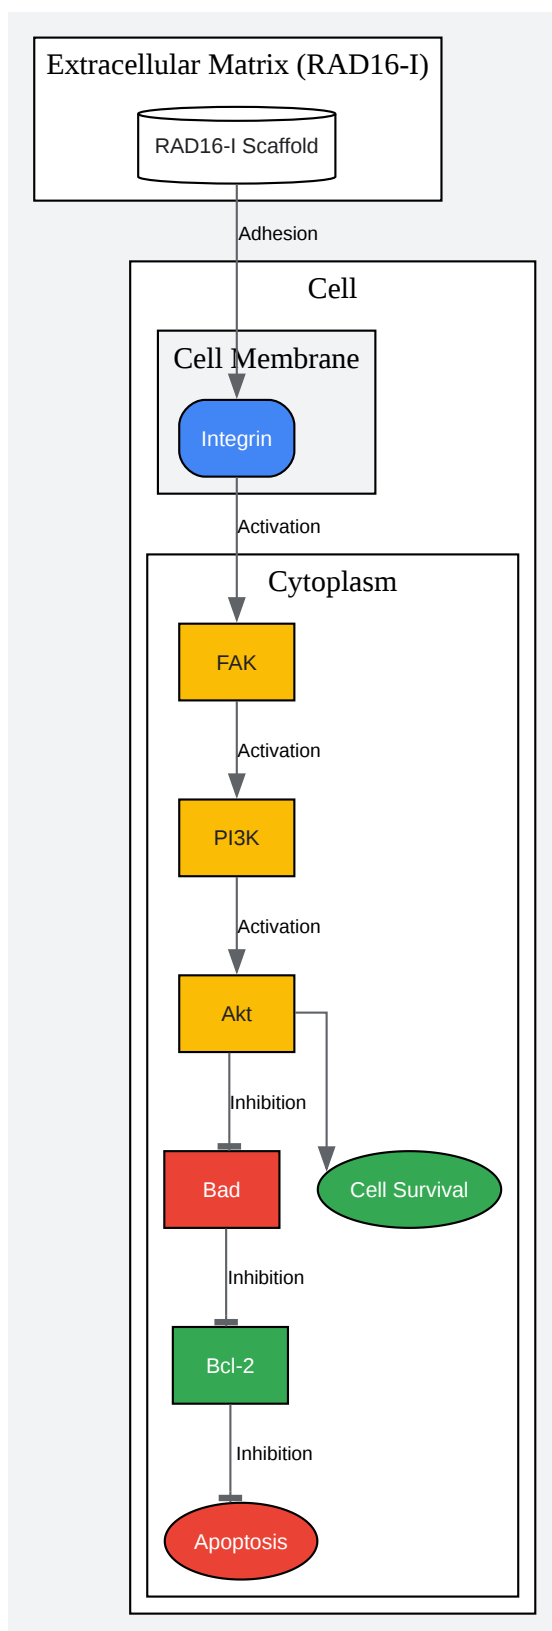 Extracellular Matrix (RAD16-I)
RAD16-I Scaffold
Adhesion
Cell
Cell Membrane
Integrin
Activation
Cytoplasm
FAK
Activation
PI3K
Activation
Akt
Inhibition
Bad
Cell Survival
Inhibition
Bcl-2
Inhibition
Apoptosis